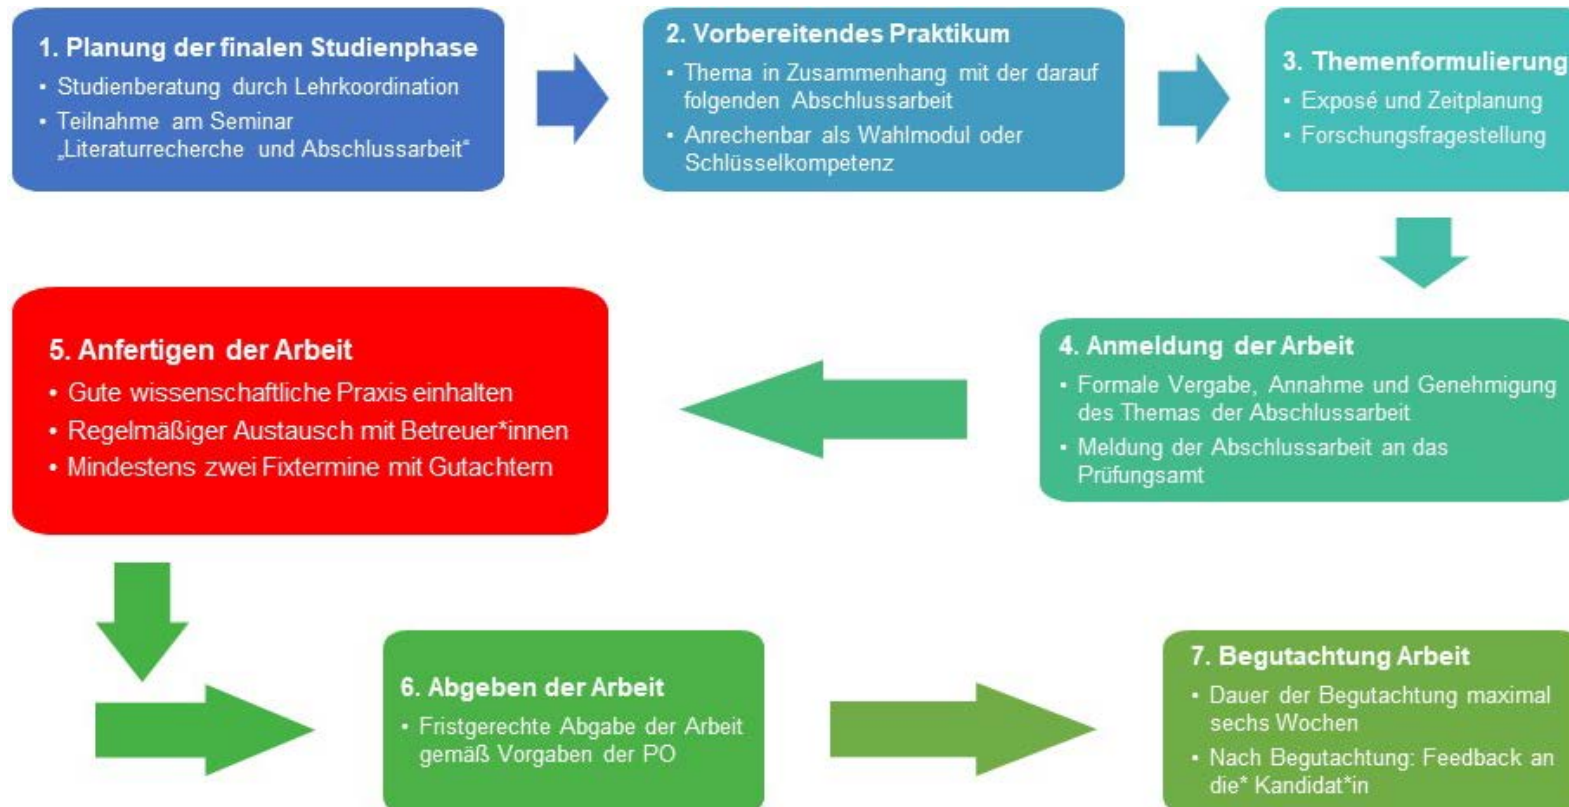 1. Planung der finalen Studienphase
• Studienberatung durch Lehrkoordination
• Teilnahme am Seminar
„Literaturrecherche und Abschlussarbeit“
2. Vorbereitendes Praktikum
• Thema in Zusammenhang mit der darauf
folgenden Abschlussarbeit
• Anrechenbar als Wahlmodul oder
Schlüsselkompetenz
3. Themenformulierung
• Exposé und Zeitplanung
• Forschungsfragestellung
4. Anmeldung der Arbeit
• Formale Vergabe, Annahme und Genehmigung
des Themas der Abschlussarbeit
• Meldung der Abschlussarbeit an das
Prüfungsamt
5. Anfertigen der Arbeit
• Gute wissenschaftliche Praxis einhalten
• Regelmäßiger Austausch mit Betreuer*innen
• Mindestens zwei Fixtermine mit Gutachtern
6. Abgeben der Arbeit
• Fristgerechte Abgabe der Arbeit
gemäß Vorgaben der PO
7. Begutachtung Arbeit
• Dauer der Begutachtung maximal
sechs Wochen
• Nach Begutachtung: Feedback an
die* Kandidat*in